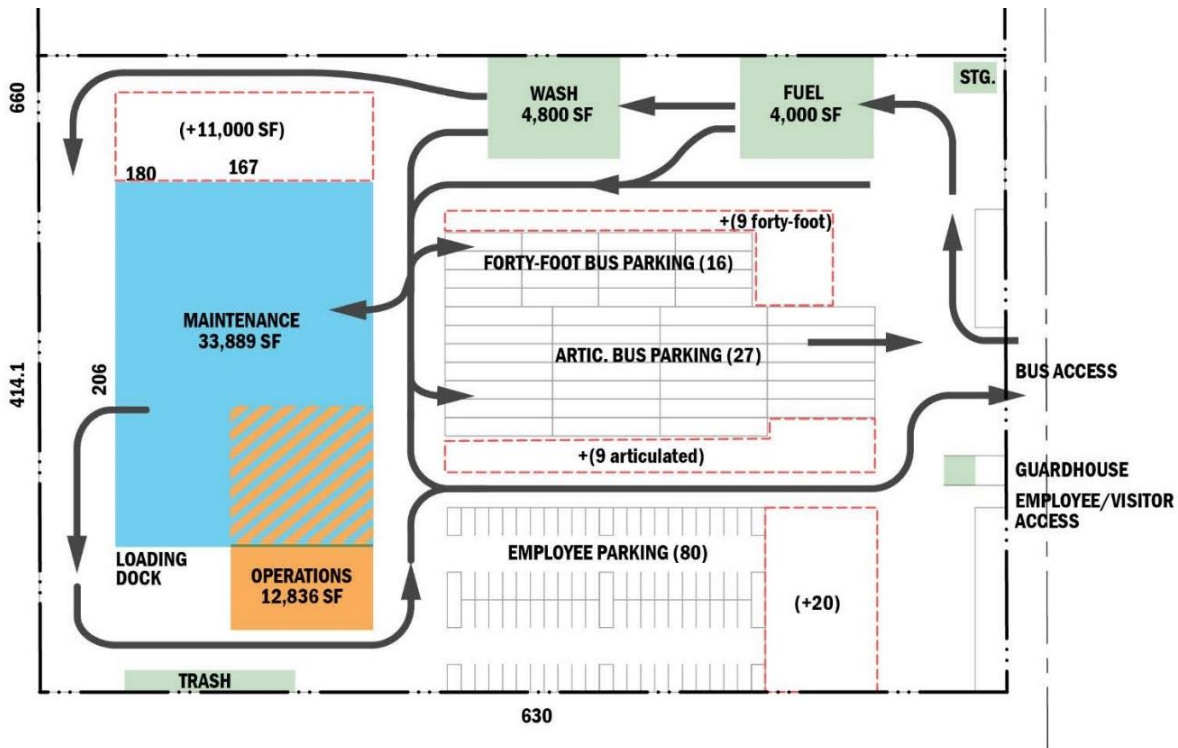 660
WASH
4,800 SF
FUEL
4,000 SF
STG.
(+11,000 SF)
180
167
+(9 forty-foot)
FORTY-FOOT BUS PARKING (16)
MAINTENANCE
33,889 SF
ARTIC. BUS PARKING (27)
BUS ACCESS
206
414.1
+(9 articulated)
GUARDHOUSE
EMPLOYEE/VISITOR
ACCESS
LOADING
DOCK
OPERATIONS
12,836 SF
EMPLOYEE PARKING (80)
(+20)
TRASH
630